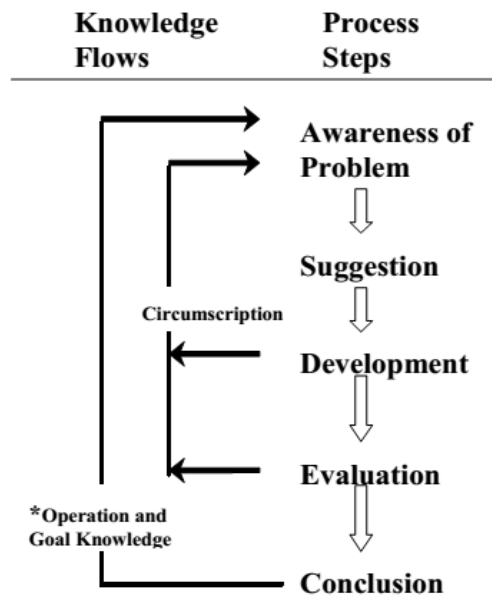 Knowledge
Flows
Process
Steps
Awareness of
Problem
Suggestion
Circumscription
Development
Evaluation
*Operation and
Goal Knowledge
Conclusion